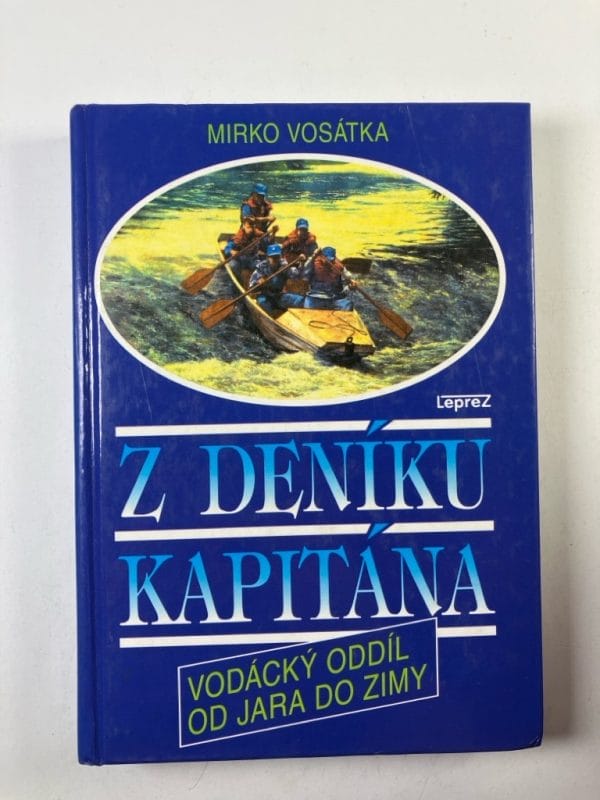 MIRKO VOSÁTKA
LepreZ
Z DENÍKU
KAPITÁNA
VODÁCKÝ ODDÍL
OD JARA DO ZIMY